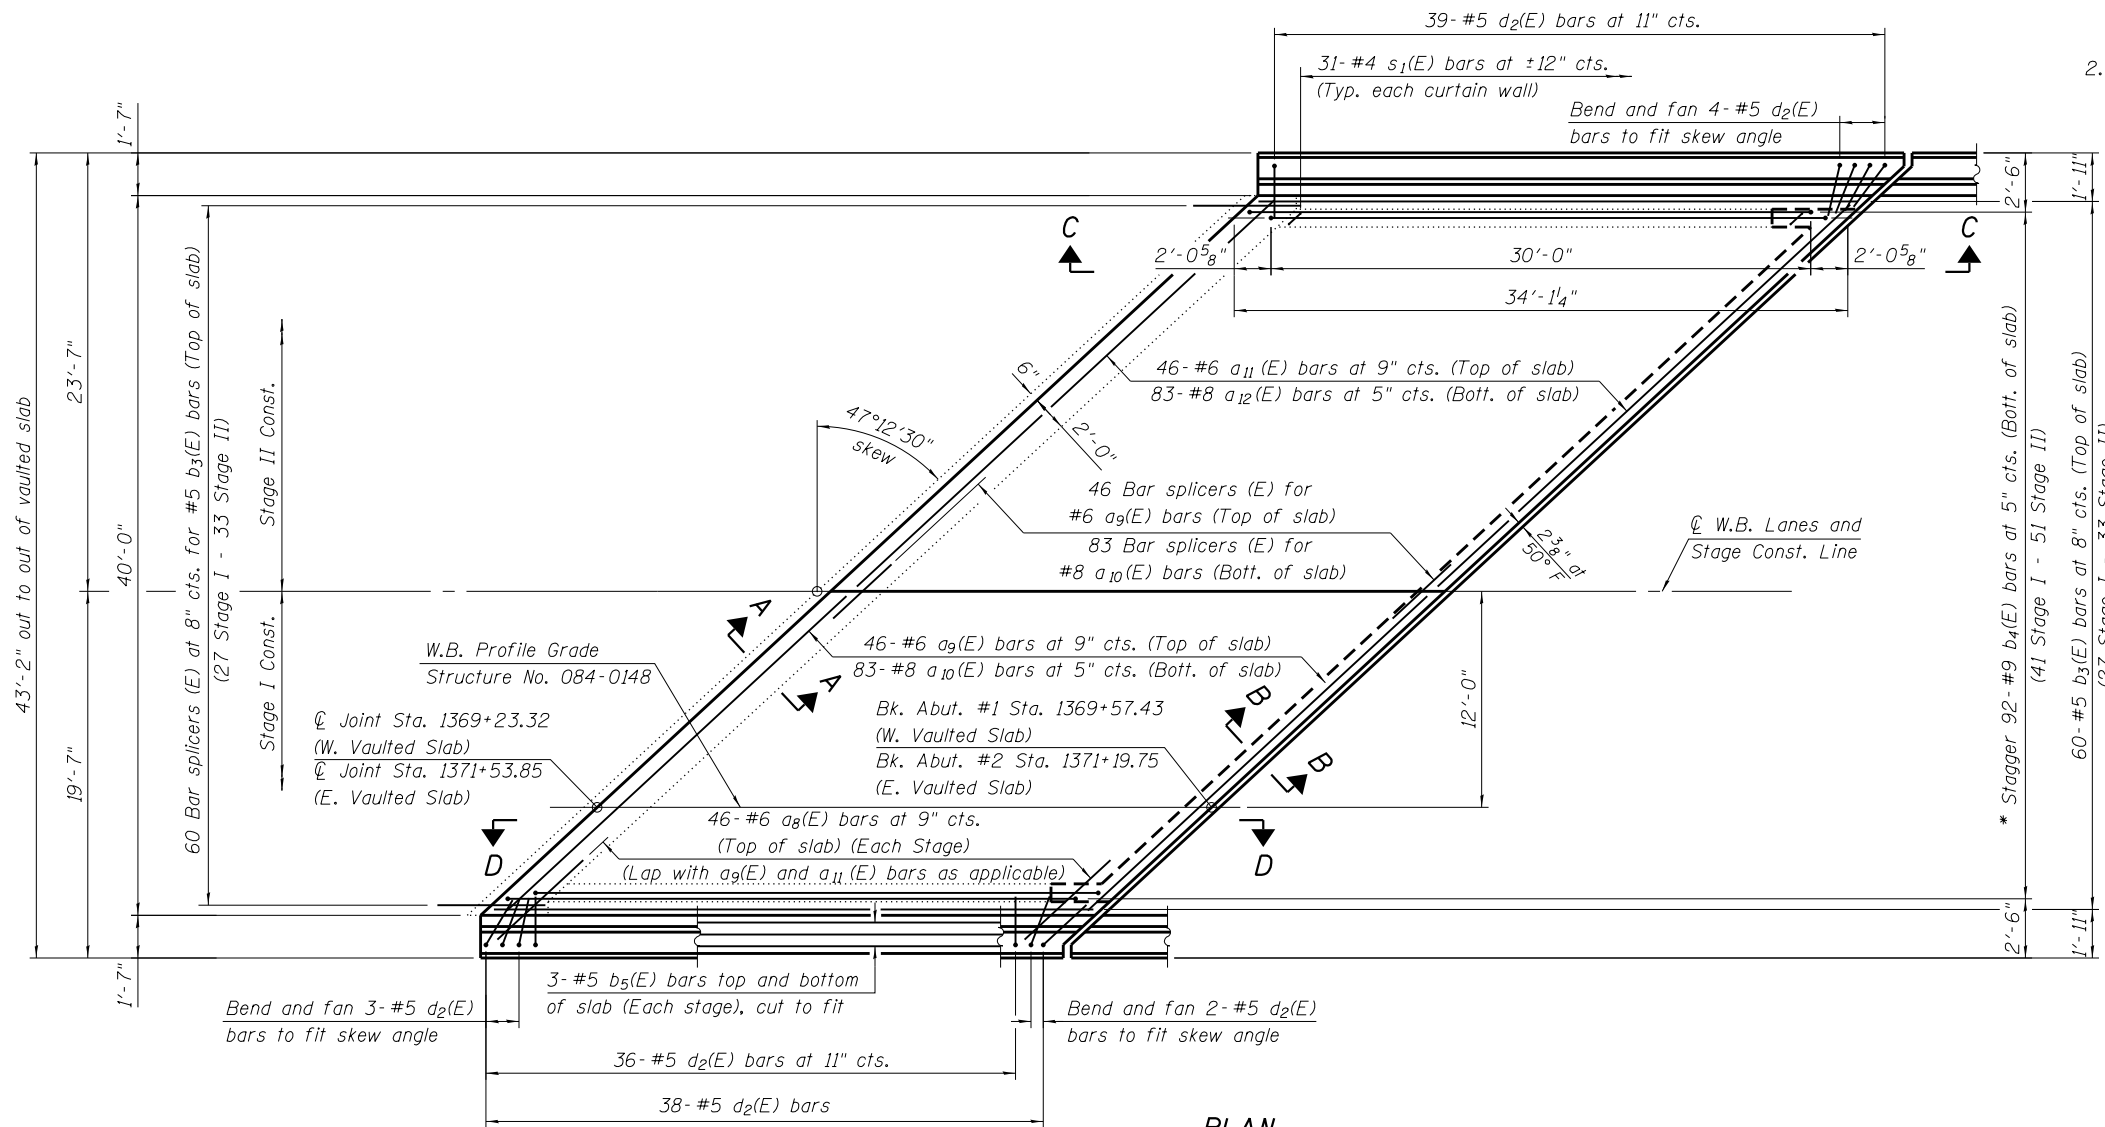 39-#5 d2(E) bars at 11" cts.
31-#4 s1(E) bars at ±12" cts.
(Typ. each curtain wall)
2.
Bend and fan 4-#5 d2(E)
bars to fit skew angle
1'-7"
2'-6"
1'-11"
C
C
2'-0 5/8"
30'-0"
2'-0 5/8"
34'-1 1/4"
43'-2" out to out of vaulted slab
23'-7"
40'-0"
60 Bar splicers (E) at 8" cts. for #5 b3(E) bars (Top of slab)
(27 Stage I - 33 Stage II)
Stage II Const.
6"
46-#6 a11(E) bars at 9" cts. (Top of slab)
83-#8 a12(E) bars at 5" cts. (Bott. of slab)
47°12'30"
skew
2'-0"
46 Bar splicers (E) for
#6 a9(E) bars (Top of slab)
83 Bar splicers (E) for
#8 a10(E) bars (Bott. of slab)
2 3/8" at
50° F
℄ W.B. Lanes and
Stage Const. Line
* Stagger 92-#9 b4(E) bars at 5" cts. (Bott. of slab)
(41 Stage I - 51 Stage II)
60-#5 b3(E) bars at 8" cts. (Top of slab)
(27 Stage I - 33 Stage II)
Stage I Const.
19'-7"
A
A
W.B. Profile Grade
Structure No. 084-0148
46-#6 a9(E) bars at 9" cts. (Top of slab)
83-#8 a10(E) bars at 5" cts. (Bott. of slab)
B
B
12'-0"
℄ Joint Sta. 1369+23.32
(W. Vaulted Slab)
℄ Joint Sta. 1371+53.85
(E. Vaulted Slab)
Bk. Abut. #1 Sta. 1369+57.43
(W. Vaulted Slab)
Bk. Abut. #2 Sta. 1371+19.75
(E. Vaulted Slab)
D
D
46-#6 a8(E) bars at 9" cts.
(Top of slab) (Each Stage)
(Lap with a9(E) and a11(E) bars as applicable)
1'-7"
2'-6"
1'-11"
3-#5 b5(E) bars top and bottom
of slab (Each stage), cut to fit
Bend and fan 3-#5 d2(E)
bars to fit skew angle
Bend and fan 2-#5 d2(E)
bars to fit skew angle
36-#5 d2(E) bars at 11" cts.
38-#5 d2(E) bars
PLAN